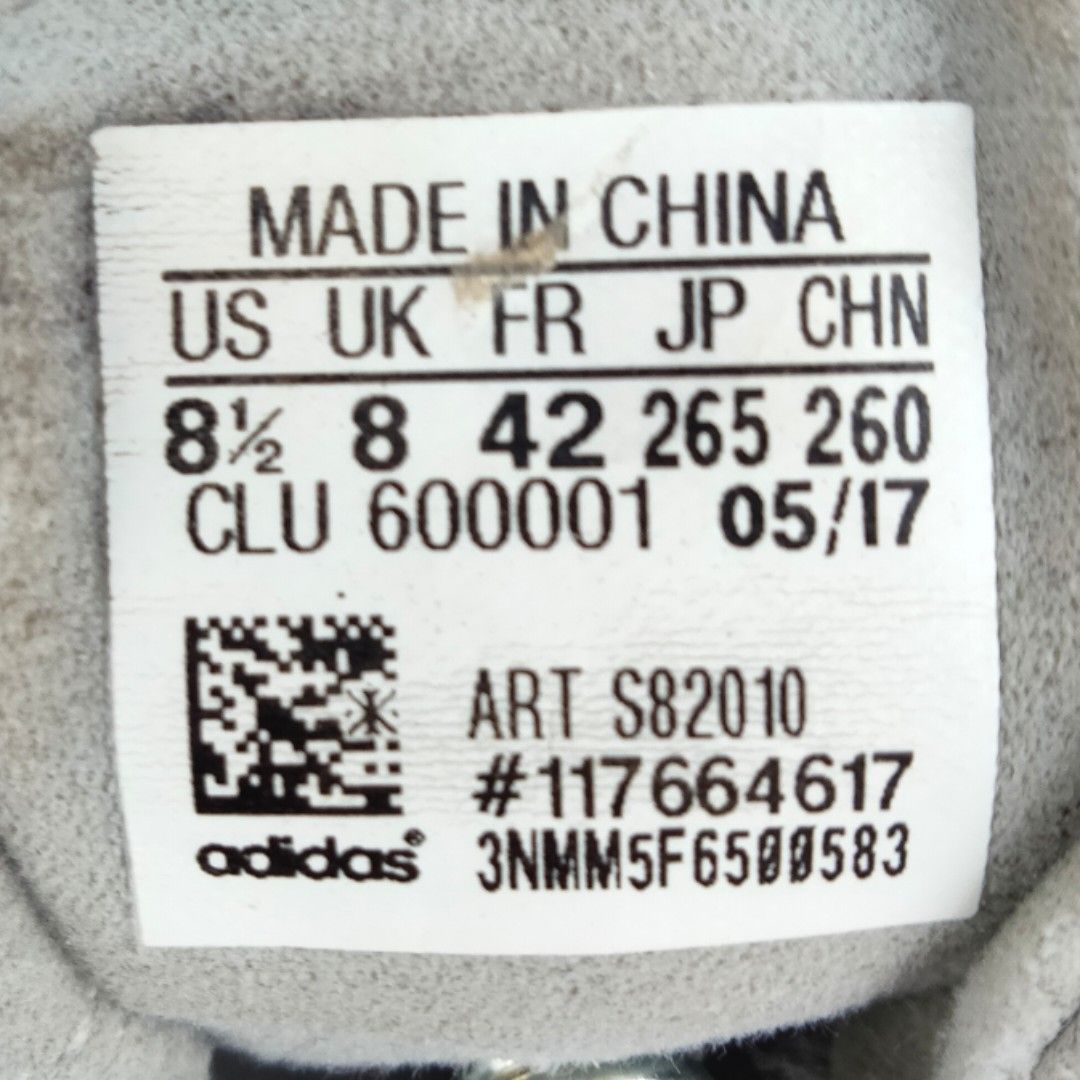 MADE IN CHINA
US UK FR JP CHN
8½ 8 42 265 260
CLU 600001 05/17
ART S82010
#117664617
adidas® 3NMM5F6500583